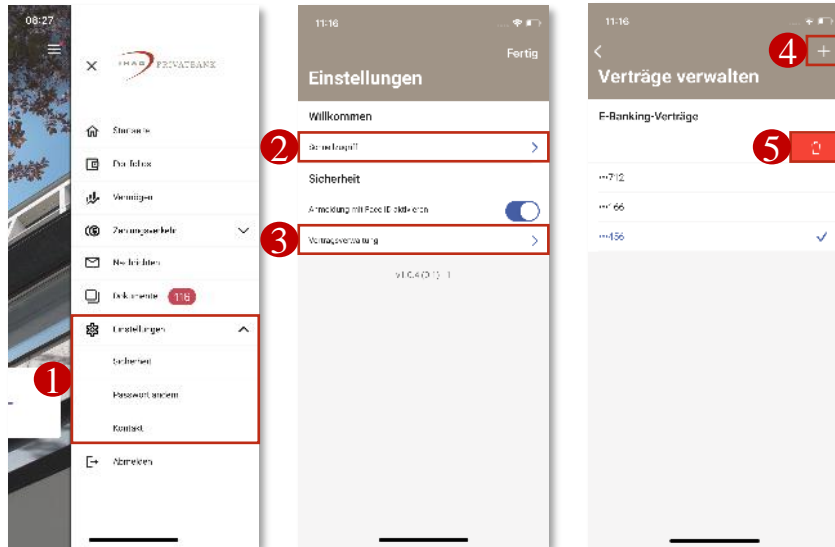 08:27
IHAG PRIVATBANK
Startseite
Portfolios
Vermögen
Zahlungsverkehr
Nachrichten
Dokumente 116
Einstellungen
Sicherheit
Passwort ändern
Kontakt
Abmelden
1
11:16
Fertig
Einstellungen
Willkommen
2
Schnellzugriff
Sicherheit
Anmeldung mit Face ID aktivieren
3
Vertragsverwaltung
11:16
4
Verträge verwalten
E-Banking-Verträge
5
•••712
•••166
•••456